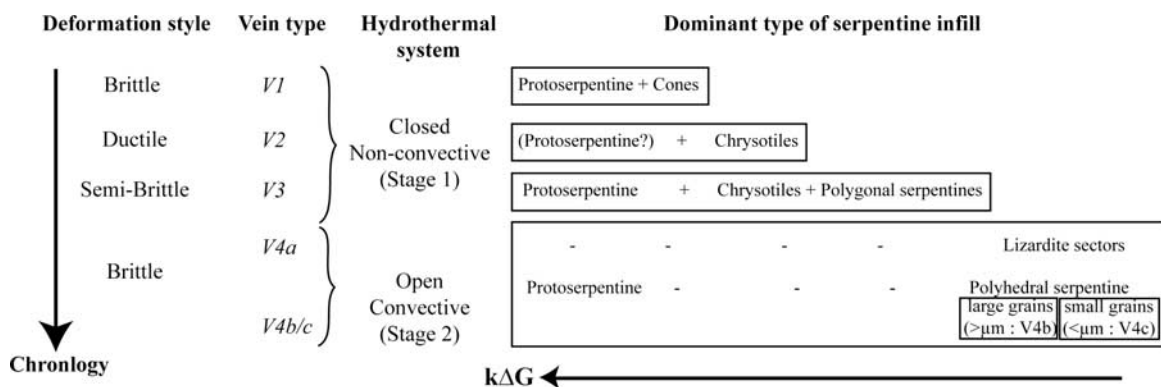 Deformation style Vein type Hydrothermal system Dominant type of serpentine infill
Brittle V1 Protoserpentine + Cones
Ductile V2 Closed (Protoserpentine?) + Chrysotiles
Non-convective
Semi-Brittle V3 (Stage 1) Protoserpentine + Chrysotiles + Polygonal serpentines
V4a - - - - Lizardite sectors
Brittle Open Protoserpentine - - - Polyhedral serpentine
V4b/c Convective large grains small grains
(Stage 2) (>μm : V4b) (<μm : V4c)
Chronlogy
kΔG